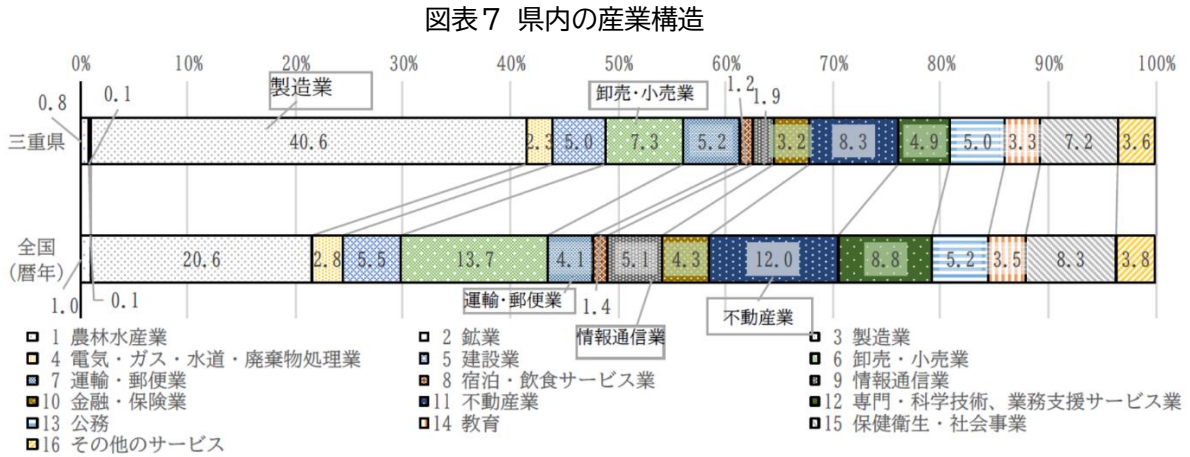 図表７ 県内の産業構造
0% 10% 20% 30% 40% 50% 60% 70% 80% 90% 100%
製造業 卸売・小売業 1.2 1.9
0.8 0.1
三重県 40.6 2.3 5.0 7.3 5.2 3.2 8.3 4.9 5.0 3.3 7.2 3.6
全国
(暦年)
20.6 2.8 5.5 13.7 4.1 5.1 4.3 12.0 8.8 5.2 3.5 8.3 3.8
1.0 0.1 運輸・郵便業 1.4 情報通信業 不動産業
1 農林水産業 2 鉱業 3 製造業
4 電気・ガス・水道・廃棄物処理業 5 建設業 6 卸売・小売業
7 運輸・郵便業 8 宿泊・飲食サービス業 9 情報通信業
10 金融・保険業 11 不動産業 12 専門・科学技術、業務支援サービス業
13 公務 14 教育 15 保健衛生・社会事業
16 その他のサービス